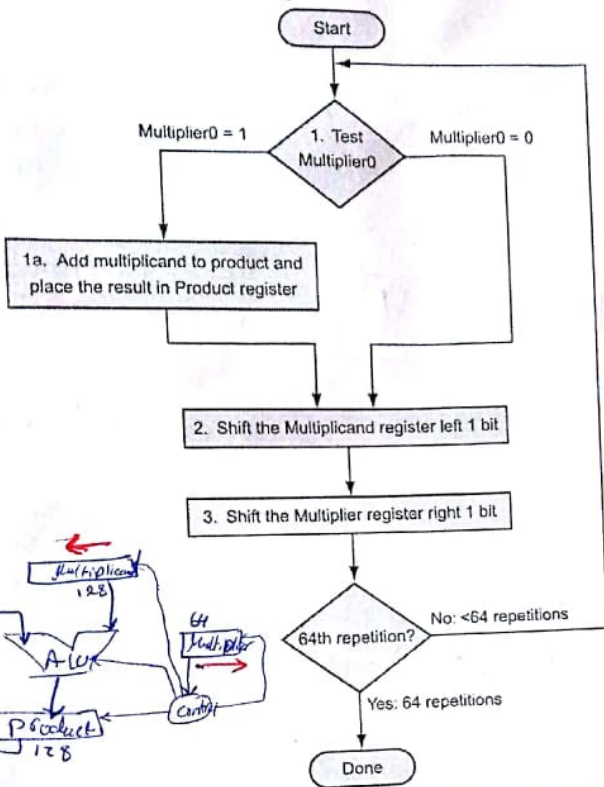 Start
Multiplier0 = 1
1. Test
Multiplier0
Multiplier0 = 0
1a. Add multiplicand to product and
place the result in Product register
2. Shift the Multiplicand register left 1 bit
3. Shift the Multiplier register right 1 bit
Multiplicand
128
64
Multiplier
ALU
Control
Product
128
64th repetition?
No: <64 repetitions
Yes: 64 repetitions
Done